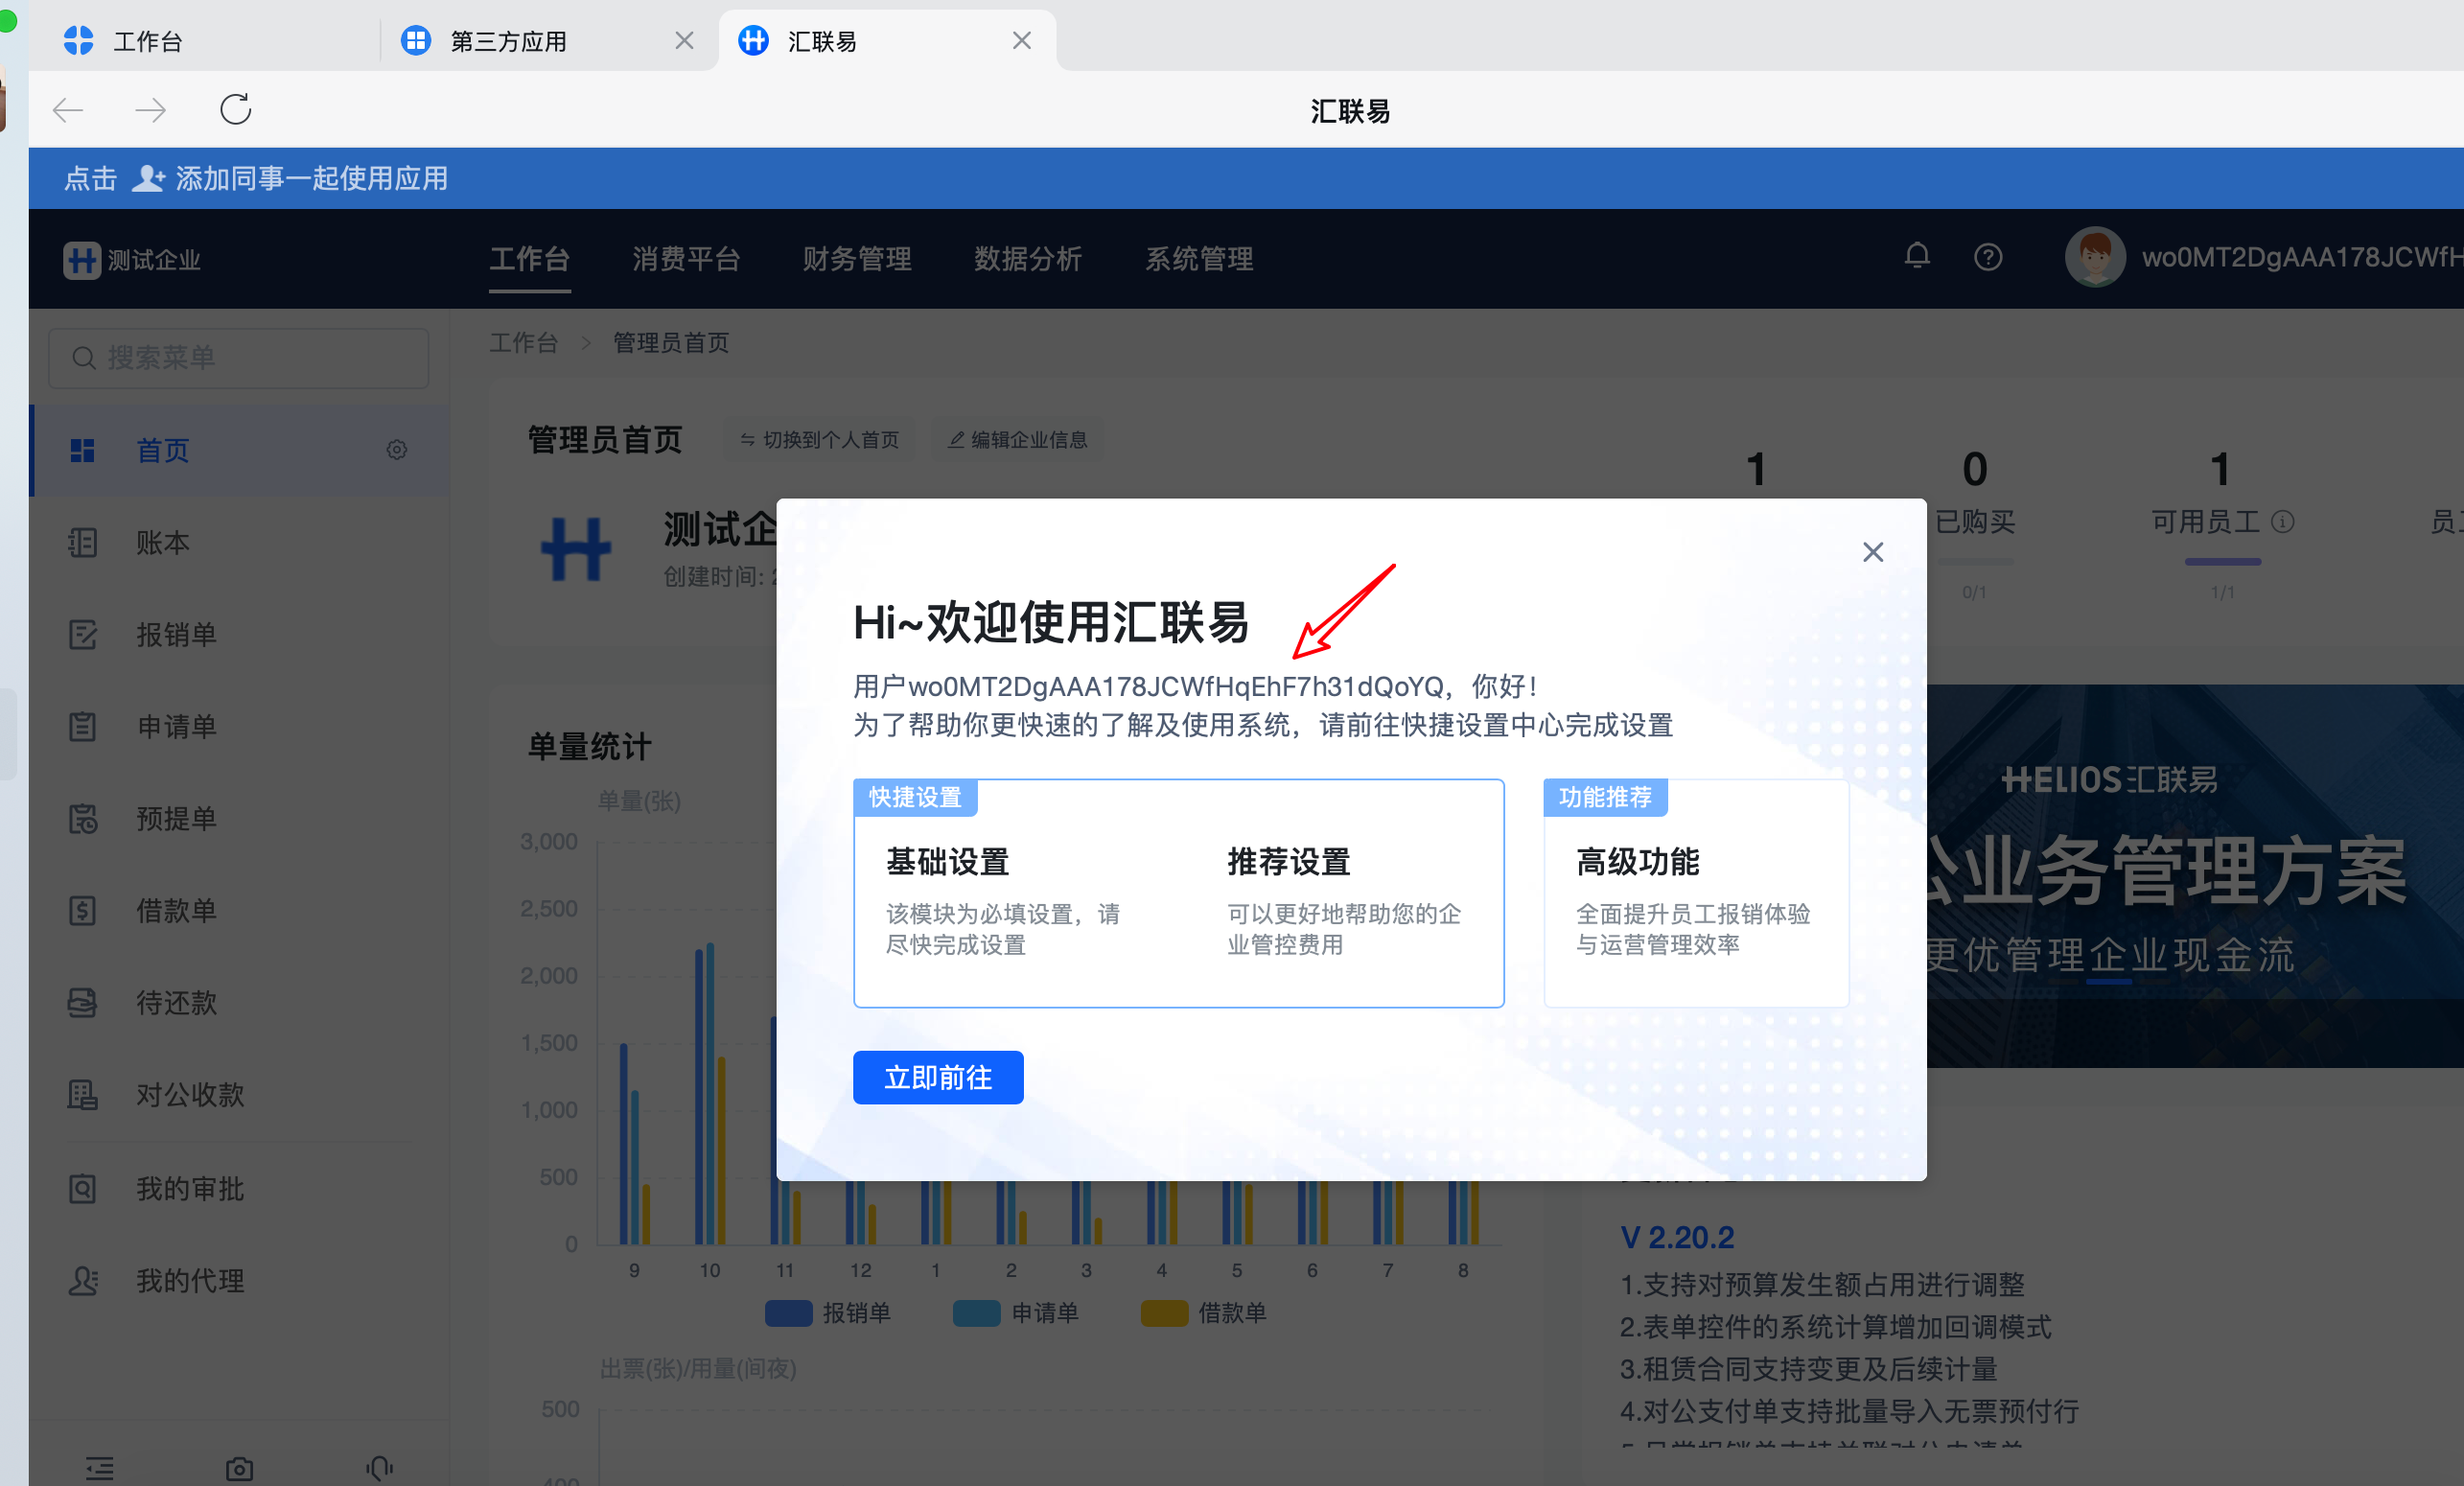 工作台
第三方应用
汇联易
汇联易
点击 添加同事一起使用应用
测试企业
工作台 消费平台 财务管理 数据分析 系统管理
wo0MT2DgAAA178JCWfH
搜索菜单
首页
账本
报销单
申请单
预提单
借款单
待还款
对公收款
我的审批
我的代理
工作台 > 管理员首页
管理员首页
切换到个人首页
编辑企业信息
测试企
创建时间:
1
0
已购买
0/1
1
可用员工
1/1
员
Hi~欢迎使用汇联易
用户wo0MT2DgAAA178JCWfHqEhF7h31dQoYQ，你好！
为了帮助你更快速的了解及使用系统，请前往快捷设置中心完成设置
快捷设置
基础设置
该模块为必填设置，请
尽快完成设置
推荐设置
可以更好地帮助您的企
业管控费用
功能推荐
高级功能
全面提升员工报销体验
与运营管理效率
立即前往
HELIOS汇联易
公业务管理方案
更优管理企业现金流
单量统计
单量(张)
3,000
2,500
2,000
1,500
1,000
500
0
9 10 11 12 1 2 3 4 5 6 7 8
报销单 申请单 借款单
出票(张)/用量(间夜)
500
V 2.20.2
1.支持对预算发生额占用进行调整
2.表单控件的系统计算增加回调模式
3.租赁合同支持变更及后续计量
4.对公支付单支持批量导入无票预付行